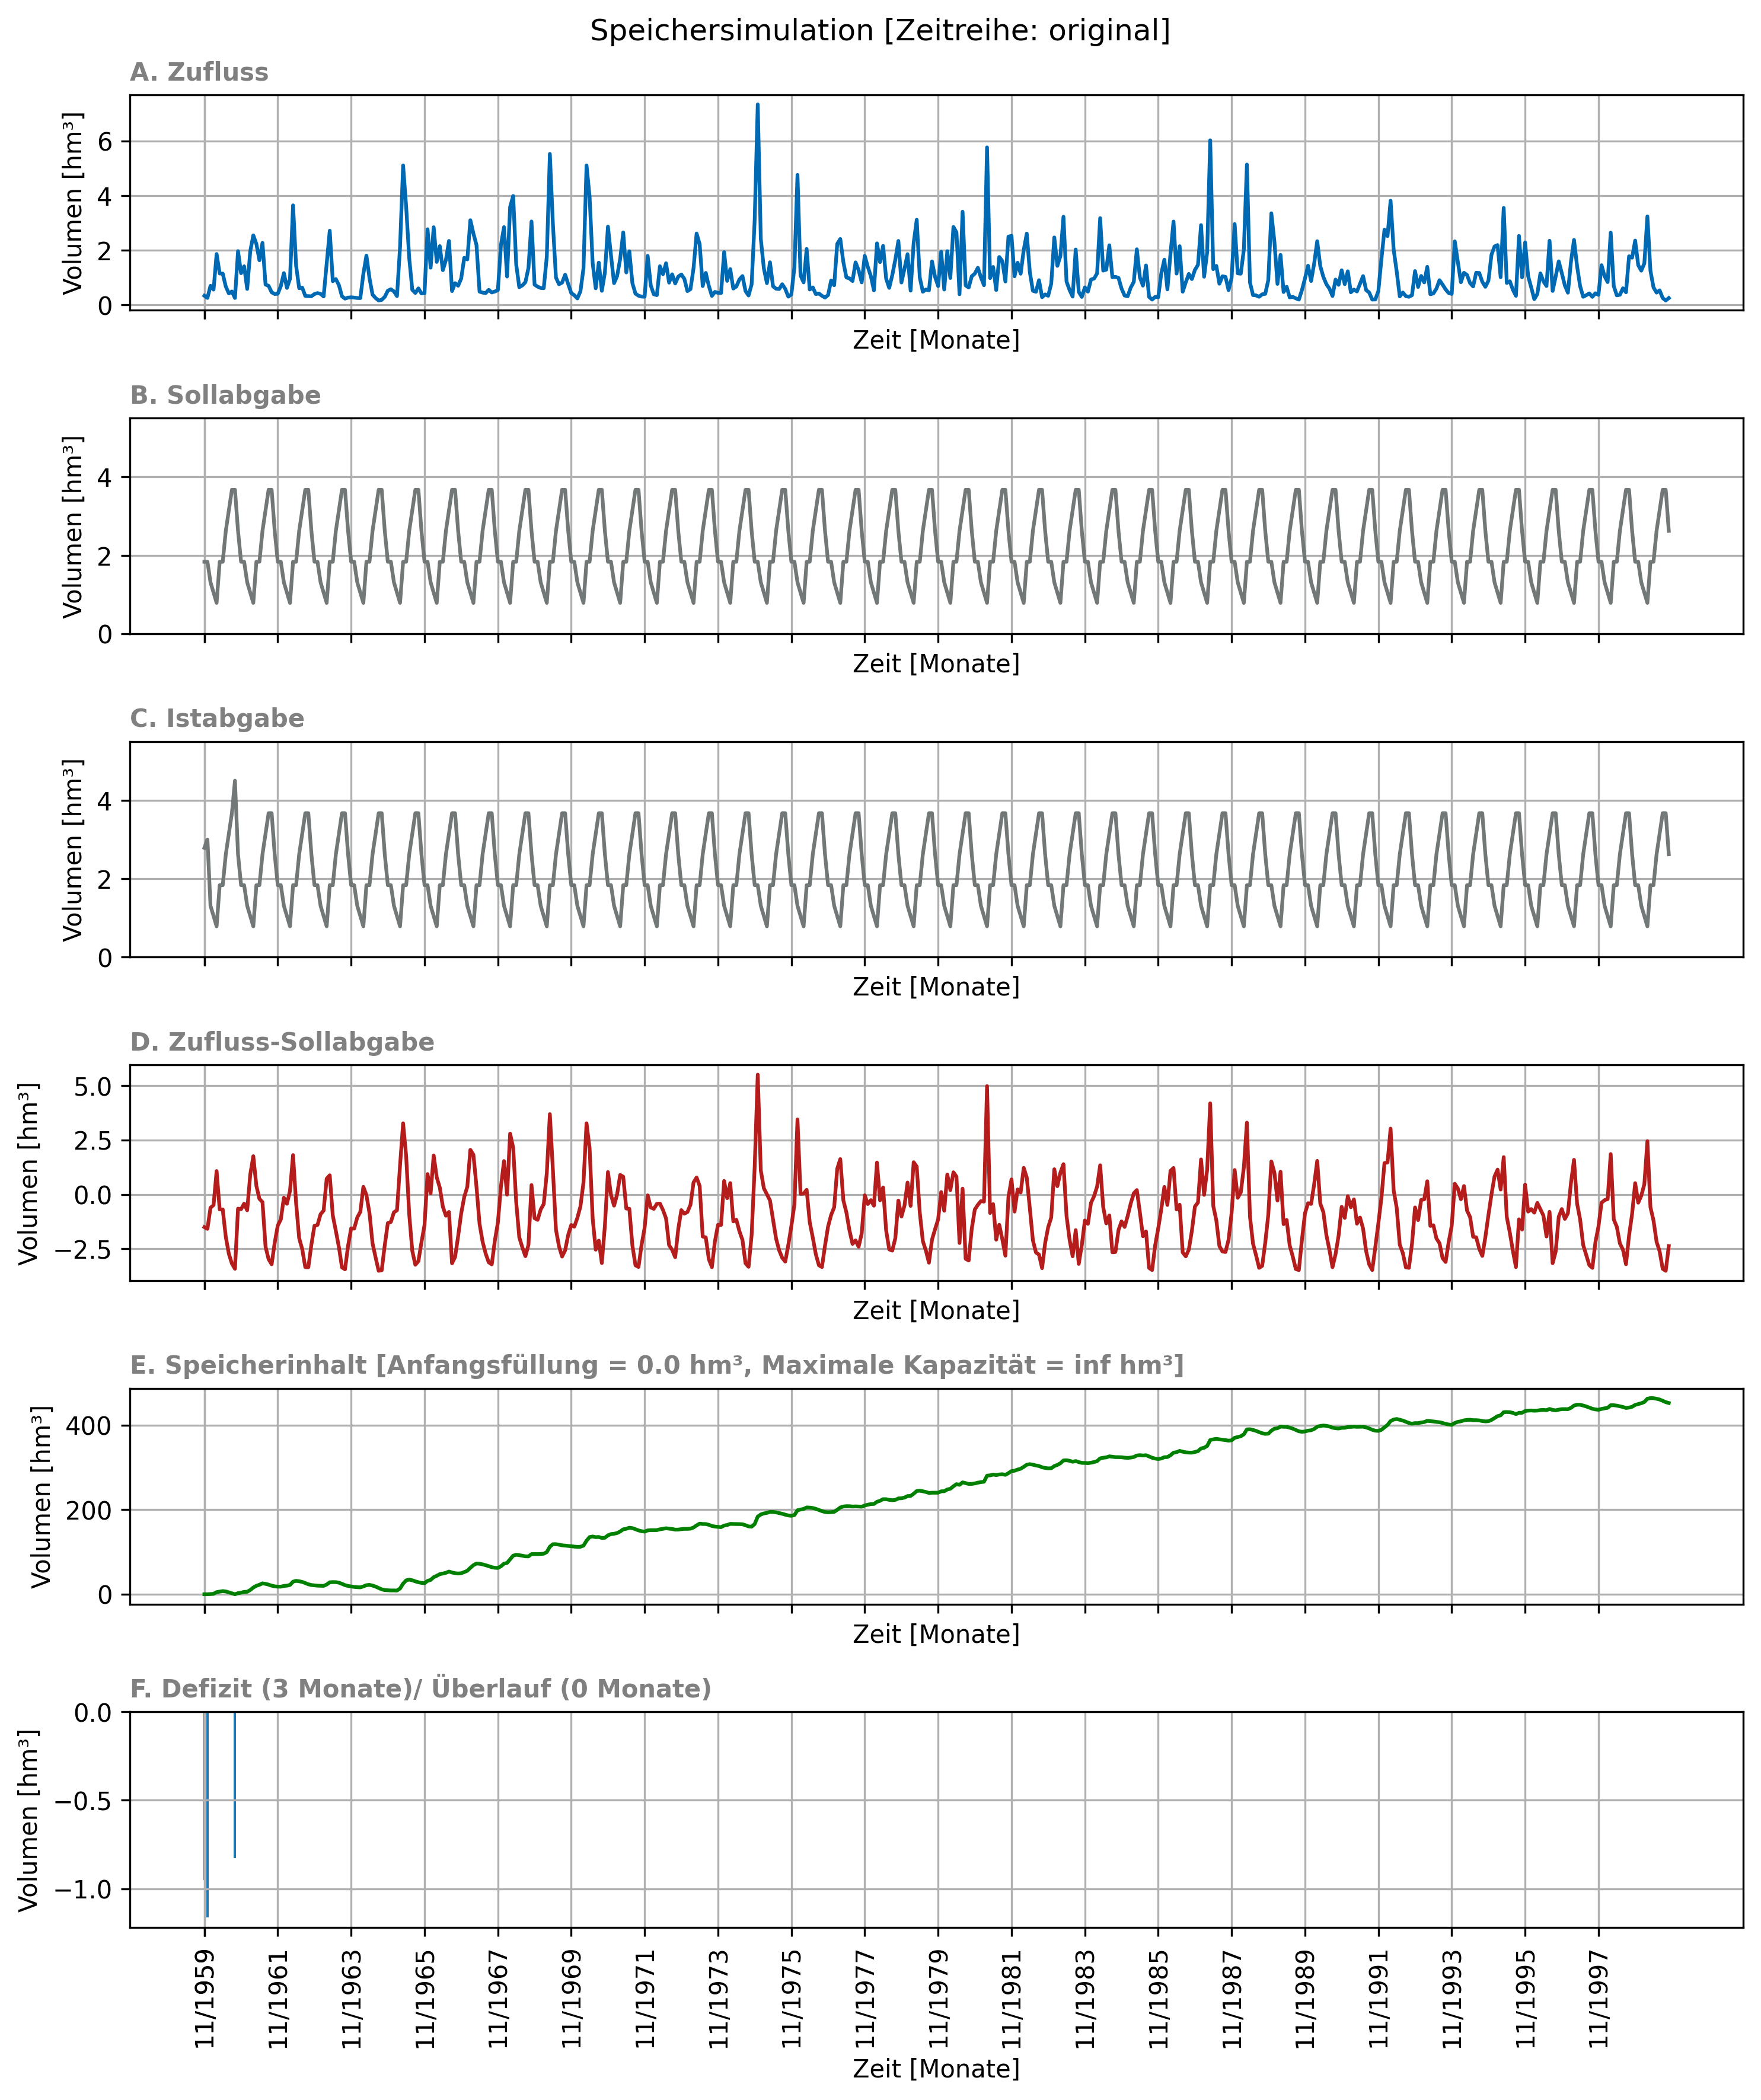 Speichersimulation [Zeitreihe: original]
A. Zufluss
Volumen [hm³]
6
4
2
0
Zeit [Monate]
B. Sollabgabe
Volumen [hm³]
4
2
0
Zeit [Monate]
C. Istabgabe
Volumen [hm³]
4
2
0
Zeit [Monate]
D. Zufluss-Sollabgabe
Volumen [hm³]
5.0
2.5
0.0
−2.5
Zeit [Monate]
E. Speicherinhalt [Anfangsfüllung = 0.0 hm³, Maximale Kapazität = inf hm³]
Volumen [hm³]
400
200
0
Zeit [Monate]
F. Defizit (3 Monate)/ Überlauf (0 Monate)
Volumen [hm³]
0.0
−0.5
−1.0
11/1959
11/1961
11/1963
11/1965
11/1967
11/1969
11/1971
11/1973
11/1975
11/1977
11/1979
11/1981
11/1983
11/1985
11/1987
11/1989
11/1991
11/1993
11/1995
11/1997
Zeit [Monate]